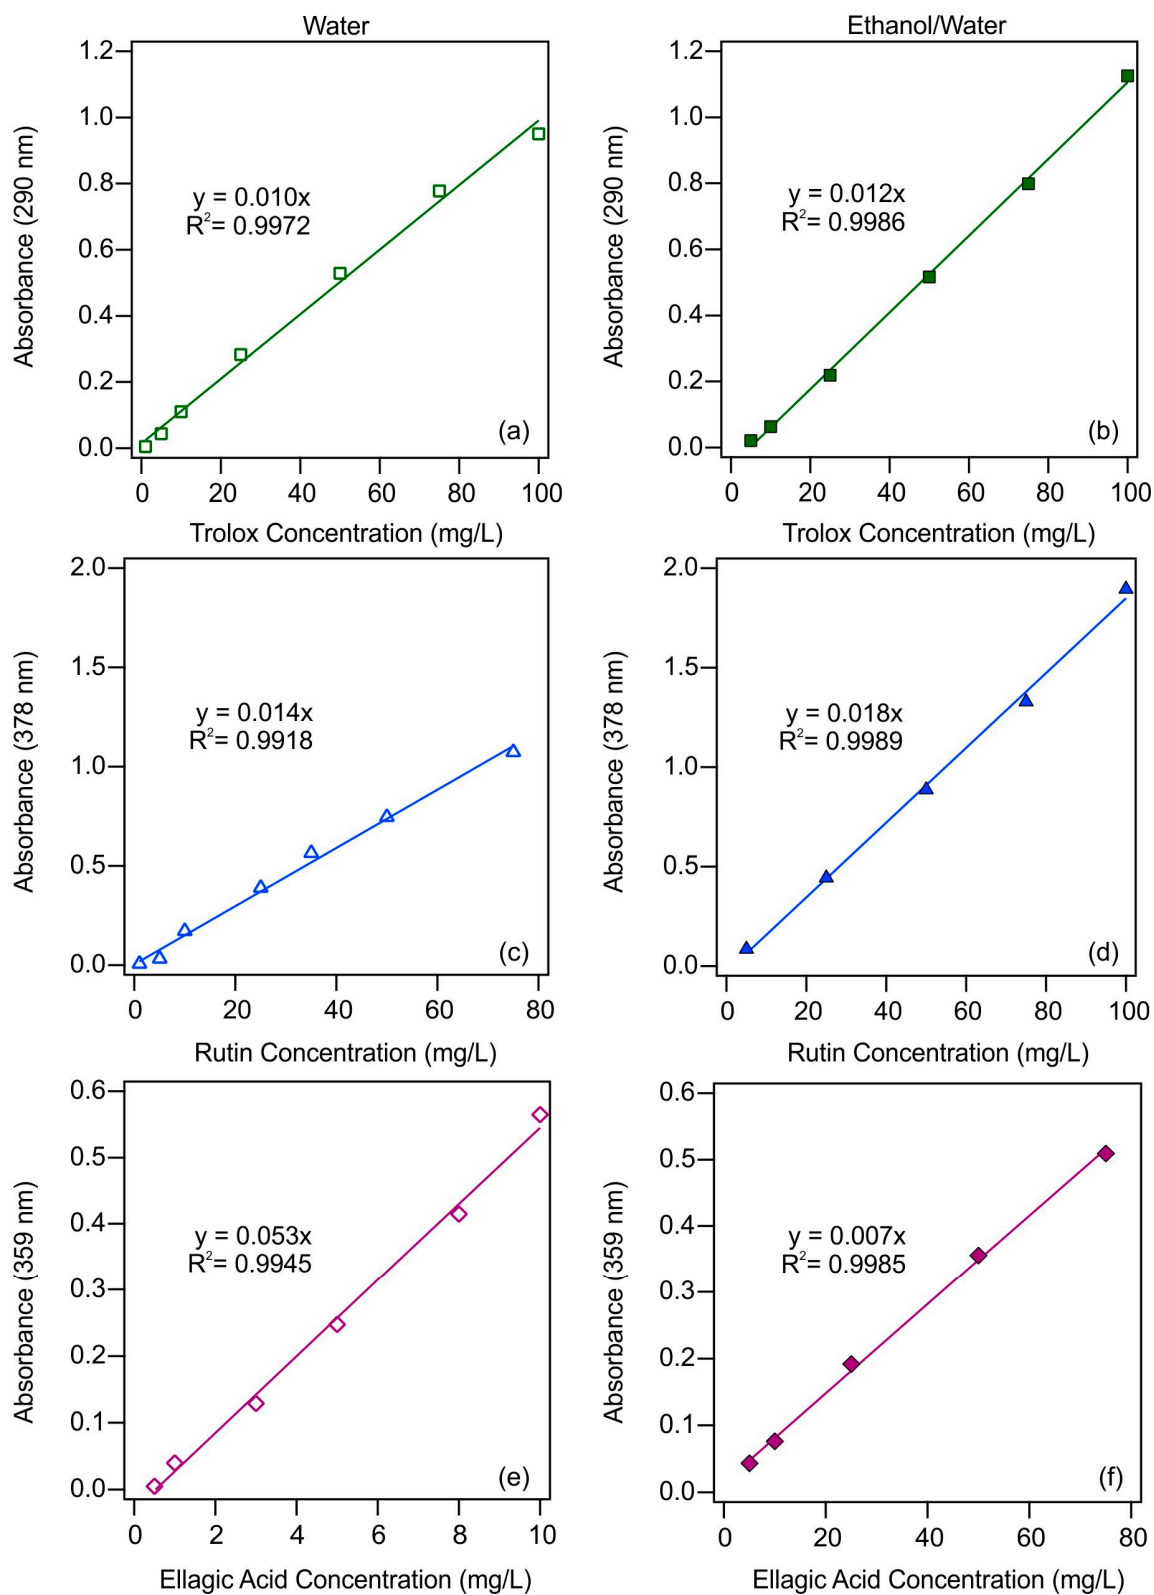 Water
Absorbance (290 nm)
1.2
1.0
0.8
0.6
0.4
0.2
0.0
y = 0.010x
R²= 0.9972
(a)
0 20 40 60 80 100
Trolox Concentration (mg/L)
Ethanol/Water
Absorbance (290 nm)
1.2
1.0
0.8
0.6
0.4
0.2
0.0
y = 0.012x
R²= 0.9986
(b)
0 20 40 60 80 100
Trolox Concentration (mg/L)
Absorbance (378 nm)
2.0
1.5
1.0
0.5
0.0
y = 0.014x
R²= 0.9918
(c)
0 20 40 60 80
Rutin Concentration (mg/L)
Absorbance (378 nm)
2.0
1.5
1.0
0.5
0.0
y = 0.018x
R²= 0.9989
(d)
0 20 40 60 80 100
Rutin Concentration (mg/L)
Absorbance (359 nm)
0.6
0.5
0.4
0.3
0.2
0.1
0.0
y = 0.053x
R²= 0.9945
(e)
0 2 4 6 8 10
Ellagic Acid Concentration (mg/L)
Absorbance (359 nm)
0.6
0.5
0.4
0.3
0.2
0.1
0.0
y = 0.007x
R²= 0.9985
(f)
0 20 40 60 80
Ellagic Acid Concentration (mg/L)